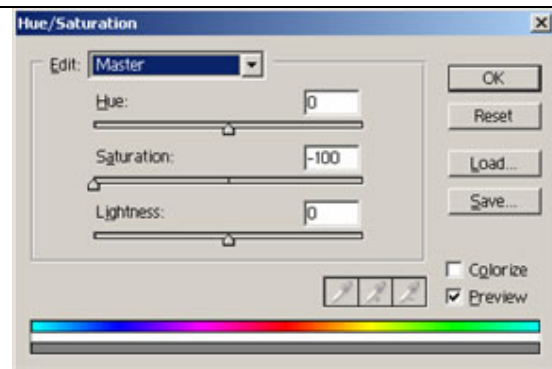 Hue/Saturation
Edit: Master
OK
Hue: 0
Reset
Saturation: -100
Load...
Lightness: 0
Save...
Colorize
Preview